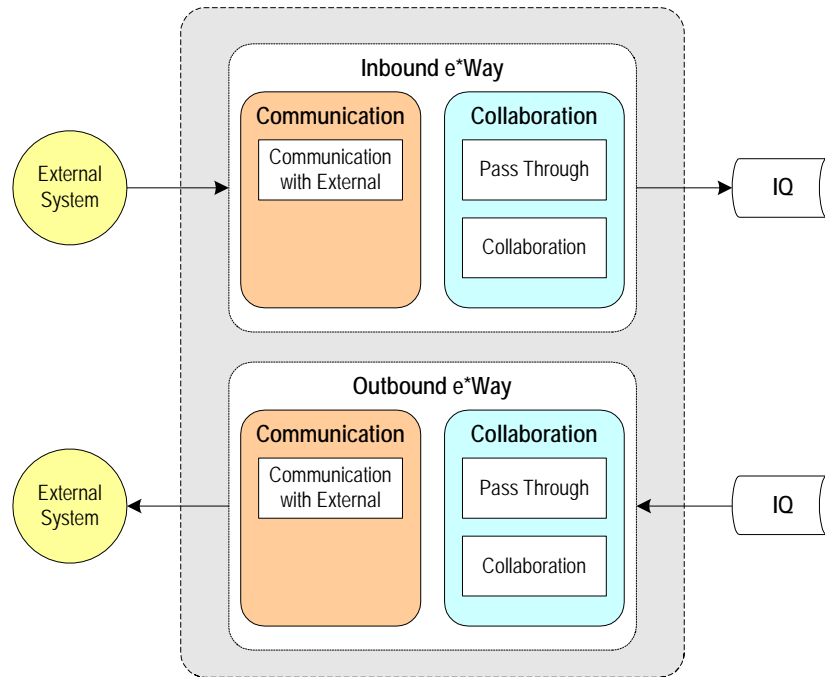 Inbound e*Way
Communication
Collaboration
External
System
Communication
with External
Pass Through
Collaboration
IQ
Outbound e*Way
Communication
Collaboration
External
System
Communication
with External
Pass Through
Collaboration
IQ